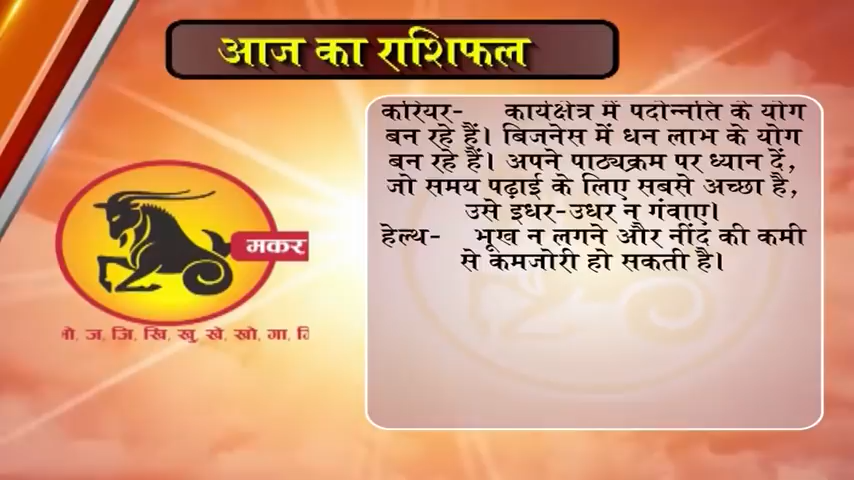 आज का राशिफल
करियर- कार्यक्षेत्र में पदोन्नति के योग
बन रहे हैं। बिजनेस में धन लाभ के योग
बन रहे हैं। अपने पाठ्यक्रम पर ध्यान दें,
जो समय पढ़ाई के लिए सबसे अच्छा है,
उसे इधर-उधर न गंवाए।
हेल्थ- भूख न लगने और नींद की कमी
से कमजोरी हो सकती है।
मकर
ज, जि, खि, खु, खे, खो, गा,